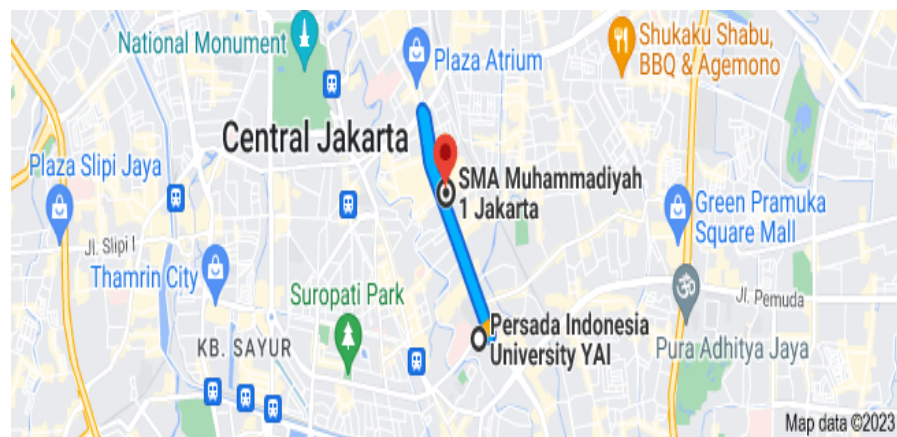 National Monument
Plaza Atrium
Shukaku Shabu,
BBQ & Agemono
Central Jakarta
Plaza Slipi Jaya
SMA Muhammadiyah
1 Jakarta
Green Pramuka
Square Mall
Jl. Slipi I
Thamrin City
Suropati Park
Jl. Pemuda
Persada Indonesia
University YAI
KB. SAYUR
Pura Adhitya Jaya
Map data ©2023